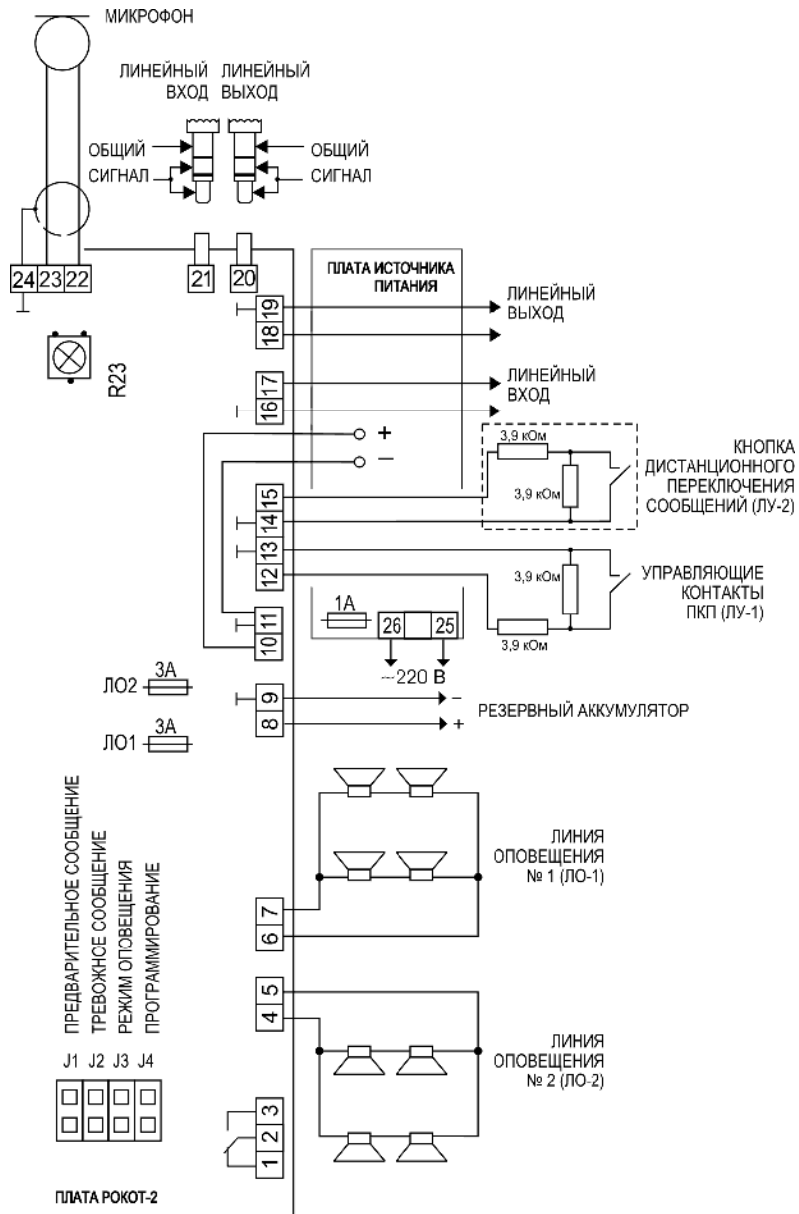 МИКРОФОН
ЛИНЕЙНЫЙ ВХОД
ЛИНЕЙНЫЙ ВЫХОД
ОБЩИЙ
СИГНАЛ
ОБЩИЙ
СИГНАЛ
24 23 22
21
20
R23
ПЛАТА ИСТОЧНИКА
ПИТАНИЯ
19
18
ЛИНЕЙНЫЙ
ВЫХОД
17
16
ЛИНЕЙНЫЙ
ВХОД
+
−
15
14
13
12
3,9 кОм
3,9 кОм
КНОПКА
ДИСТАНЦИОННОГО
ПЕРЕКЛЮЧЕНИЯ
СООБЩЕНИЙ (ЛУ-2)
3,9 кОм
3,9 кОм
УПРАВЛЯЮЩИЕ
КОНТАКТЫ
ПКП (ЛУ-1)
11
10
1А
26 25
~220 В
ЛО2 3А
ЛО1 3А
9
8
−
+
РЕЗЕРВНЫЙ АККУМУЛЯТОР
ЛИНИЯ
ОПОВЕЩЕНИЯ
№ 1 (ЛО-1)
7
6
5
4
ЛИНИЯ
ОПОВЕЩЕНИЯ
№ 2 (ЛО-2)
ПРЕДВАРИТЕЛЬНОЕ СООБЩЕНИЕ
ТРЕВОЖНОЕ СООБЩЕНИЕ
РЕЖИМ ОПОВЕЩЕНИЯ
ПРОГРАММИРОВАНИЕ
J1 J2 J3 J4
3
2
1
ПЛАТА РОКОТ-2